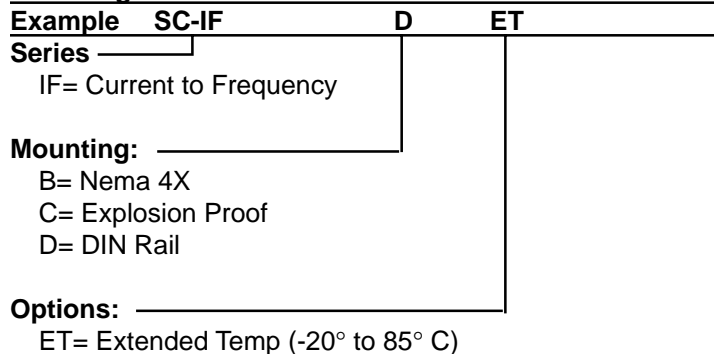 Example SC-IF D ET
Series
IF= Current to Frequency
Mounting:
B= Nema 4X
C= Explosion Proof
D= DIN Rail
Options:
ET= Extended Temp (-20° to 85° C)